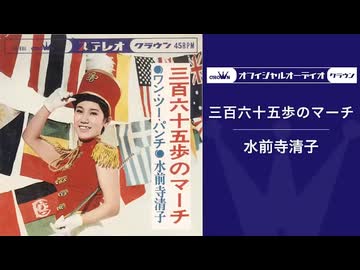 CROWN ステレオ クラウン 45RPM
三百六十五歩のマーチ
●ワン・ツー・パンチ●
水前寺清子
CROWN オフィシャルオーディオ クラウン
三百六十五歩のマーチ
水前寺清子